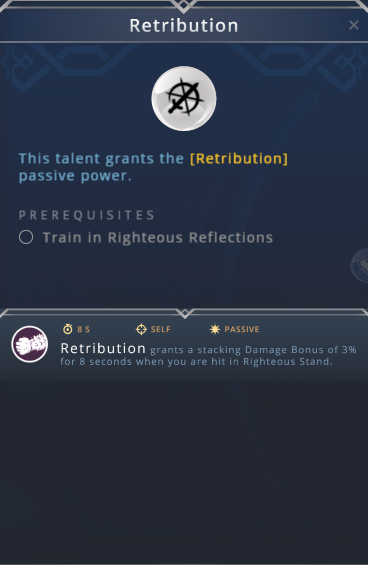 Retribution
This talent grants the [Retribution]
passive power.
PREREQUISITES
Train in Righteous Reflections
8 S SELF PASSIVE
Retribution grants a stacking Damage Bonus of 3%
for 8 seconds when you are hit in Righteous Stand.